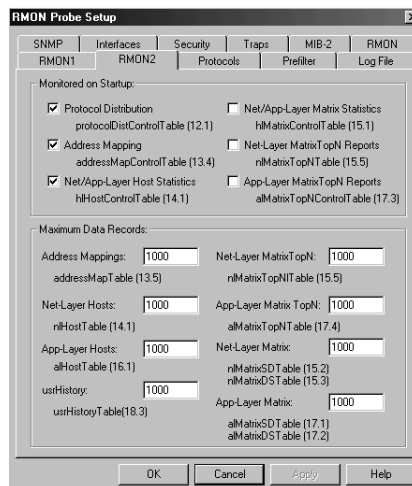 RMON Probe Setup
SNMP Interfaces Security Traps MIB-2 RMON
RMON1 RMON2 Protocols Prefilter Log File
Monitored on Startup:
Protocol Distribution
protocolDistControlTable (12.1)
Address Mapping
addressMapControlTable (13.4)
Net/App-Layer Host Statistics
hlHostControlTable (14.1)
Net/App-Layer Matrix Statistics
hlMatrixControlTable (15.1)
Net-Layer MatrixTopN Reports
nlMatrixTopNTable (15.5)
App-Layer MatrixTopN Reports
alMatrixTopNControlTable (17.3)
Maximum Data Records:
Address Mappings: 1000
addressMapTable (13.5)
Net-Layer Hosts: 1000
nlHostTable (14.1)
App-Layer Hosts: 1000
alHostTable (16.1)
usrHistory: 1000
usrHistoryTable(18.3)
Net-Layer MatrixTopN: 1000
nlMatrixTopNlTable (15.5)
App-Layer Matrix TopN: 1000
alMatrixTopNTable (17.4)
Net-Layer Matrix: 1000
nlMatrixSDTable (15.2)
nlMatrixDSTable (15.3)
App-Layer Matrix: 1000
alMatrixSDTable (17.1)
alMatrixDSTable (17.2)
OK Cancel Apply Help